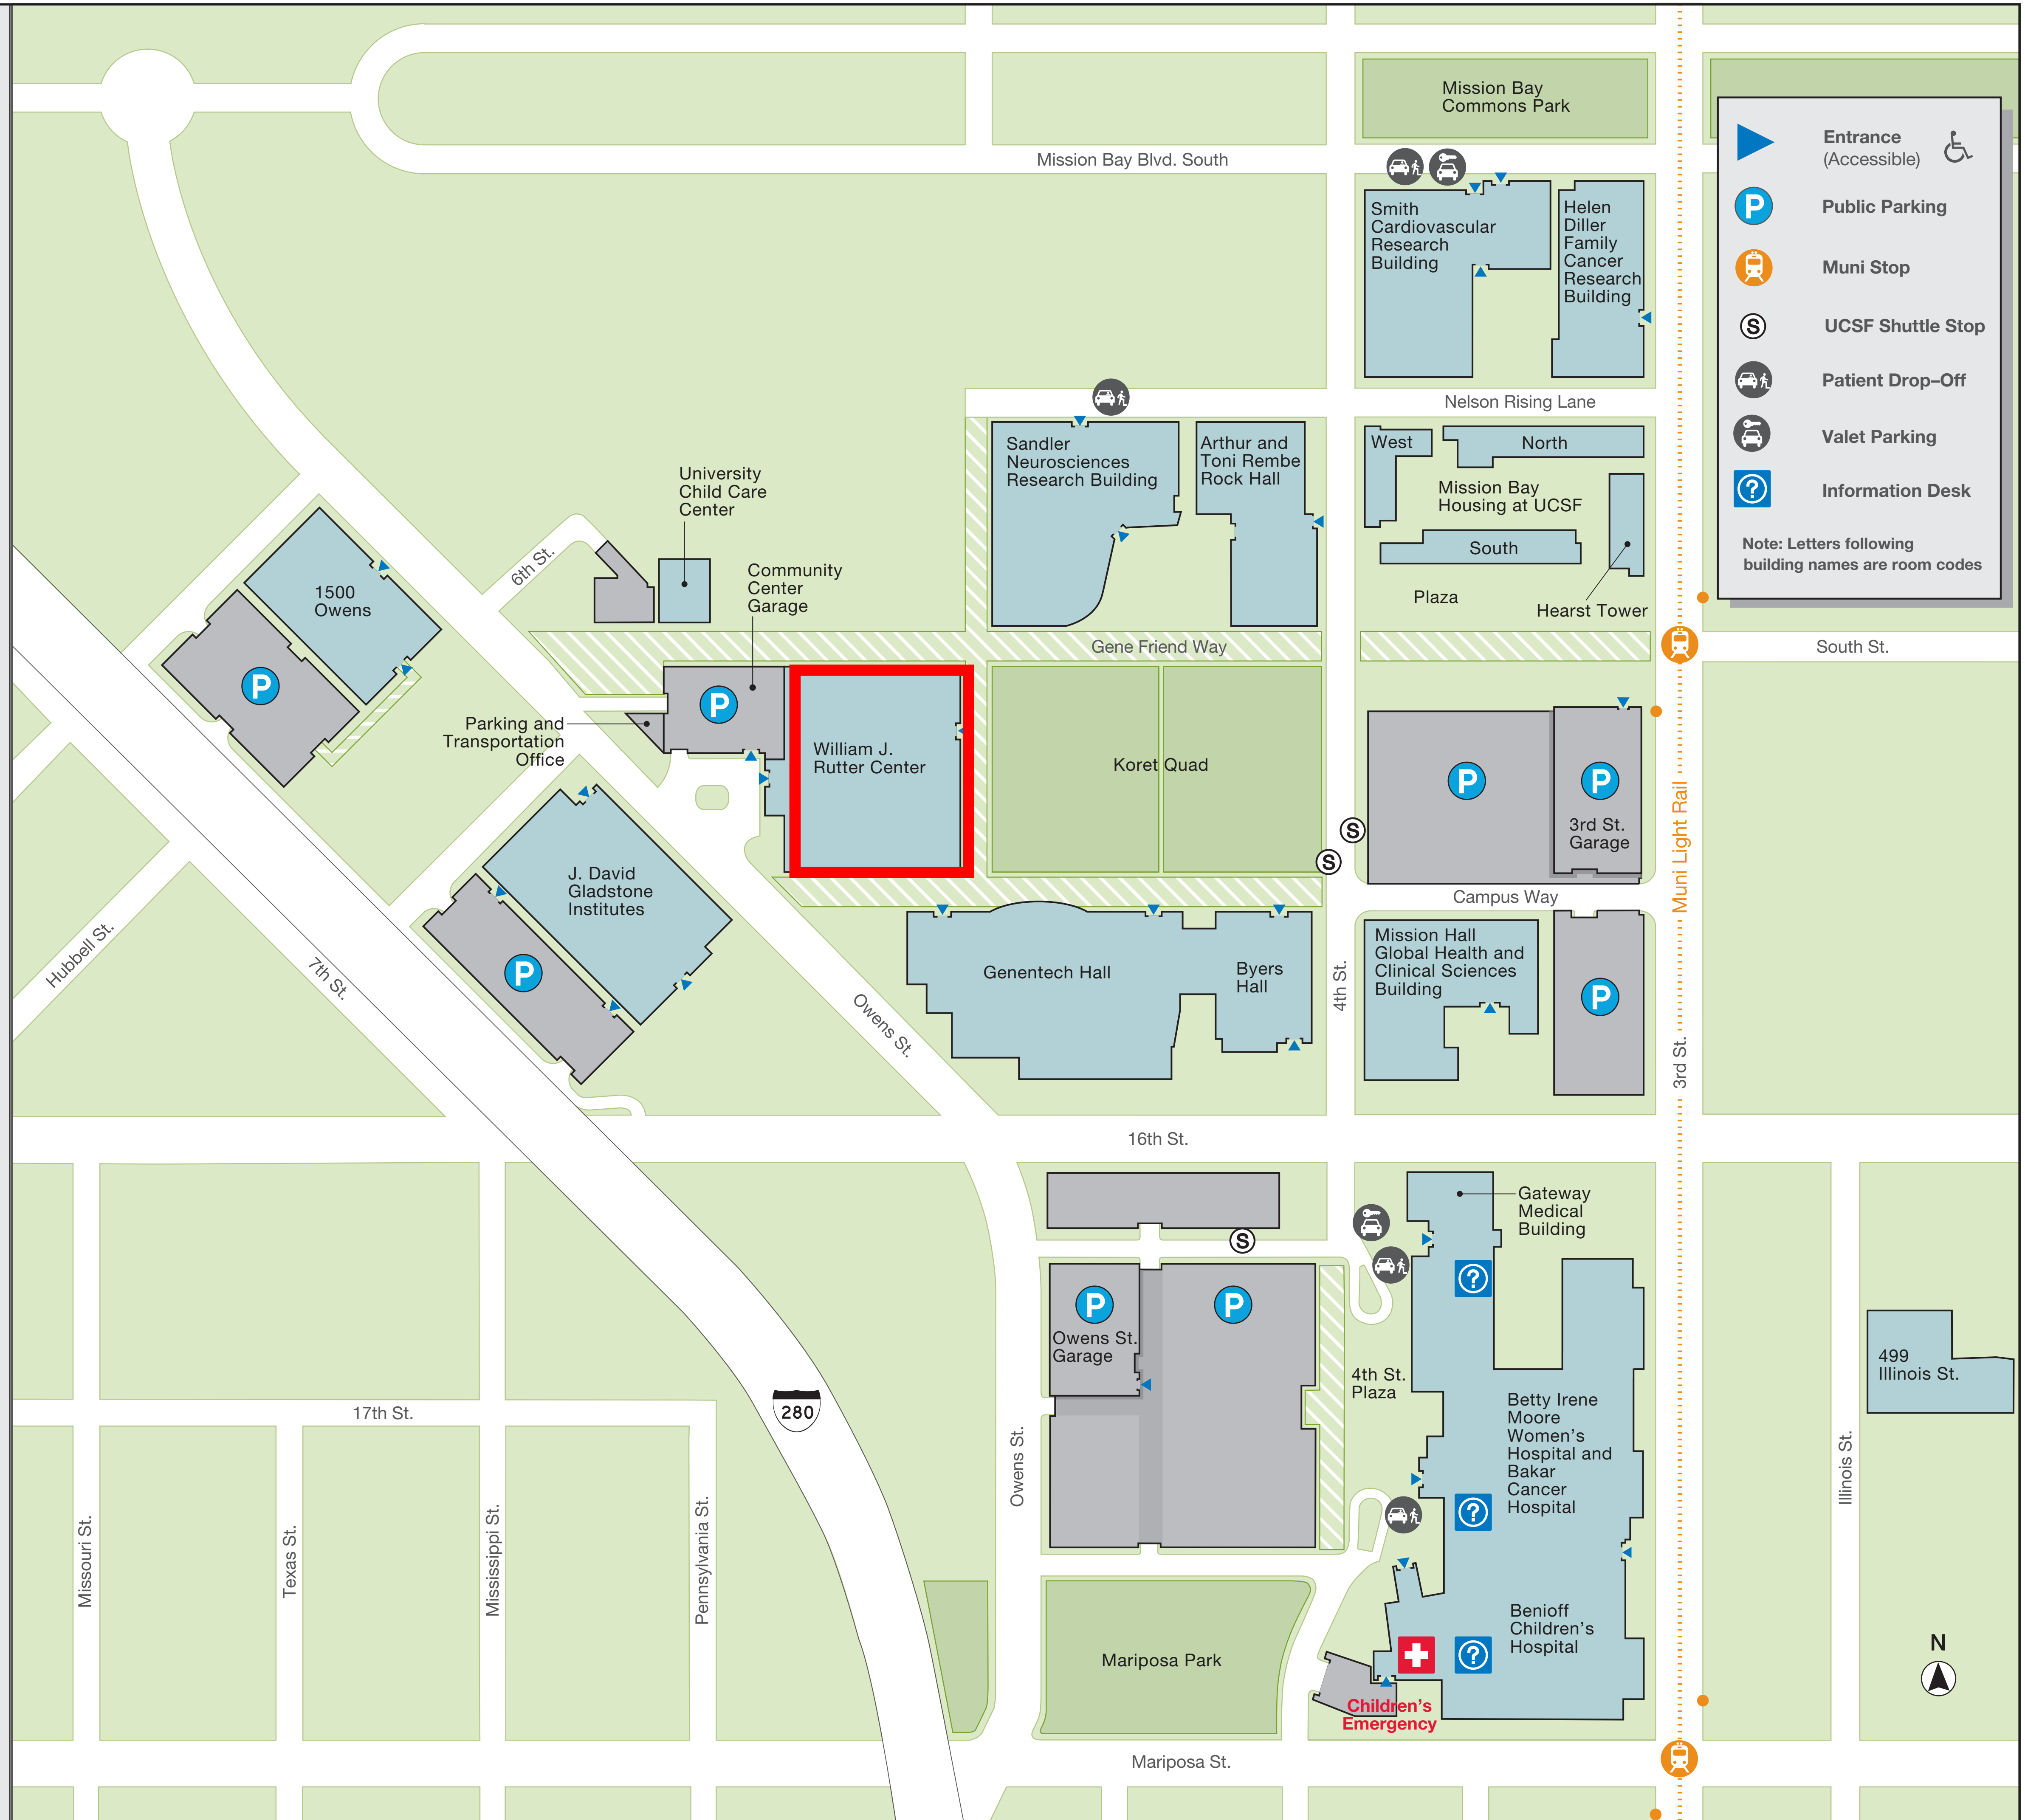 Mission Bay
Commons Park
Mission Bay Blvd. South
Entrance
(Accessible)
P
Public Parking
Muni Stop
S
UCSF Shuttle Stop
Patient Drop–Off
Valet Parking
?
Information Desk
Note: Letters following
building names are room codes
Smith
Cardiovascular
Research
Building
Helen
Diller
Family
Cancer
Research
Building
Nelson Rising Lane
Sandler
Neurosciences
Research Building
Arthur and
Toni Rembe
Rock Hall
West
North
Mission Bay
Housing at UCSF
South
Plaza
Hearst Tower
University
Child Care
Center
6th St.
Community
Center
Garage
1500
Owens
P
Gene Friend Way
South St.
Parking and
Transportation
Office
P
William J.
Rutter Center
Koret Quad
P
P
3rd St.
Garage
S
S
Muni Light Rail
J. David
Gladstone
Institutes
P
Campus Way
Hubbell St.
7th St.
Owens St.
Genentech Hall
Byers
Hall
4th St.
Mission Hall
Global Health and
Clinical Sciences
Building
P
3rd St.
16th St.
Gateway
Medical
Building
S
?
P
Owens St.
Garage
P
4th St.
Plaza
499
Illinois St.
280
17th St.
Betty Irene
Moore
Women's
Hospital and
Bakar
Cancer
Hospital
?
Owens St.
Illinois St.
Missouri St.
Texas St.
Mississippi St.
Pennsylvania St.
Benioff
Children's
Hospital
?
Mariposa Park
Children's
Emergency
N
Mariposa St.